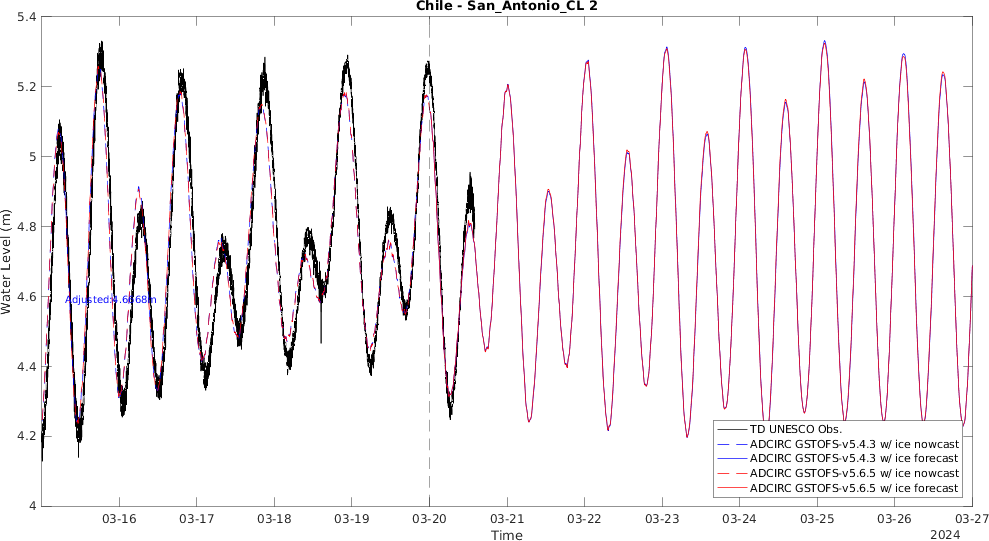 Chile - San_Antonio_CL 2
5.4
5.2
5
4.8
4.6
4.4
4.2
4
Water Level (m)
Adjusted:4.6668m
TD UNESCO Obs.
ADCIRC GSTOFS-v5.4.3 w/ ice nowcast
ADCIRC GSTOFS-v5.4.3 w/ ice forecast
ADCIRC GSTOFS-v5.6.5 w/ ice nowcast
ADCIRC GSTOFS-v5.6.5 w/ ice forecast
03-16 03-17 03-18 03-19 03-20 03-21 03-22 03-23 03-24 03-25 03-26 03-27
Time
2024